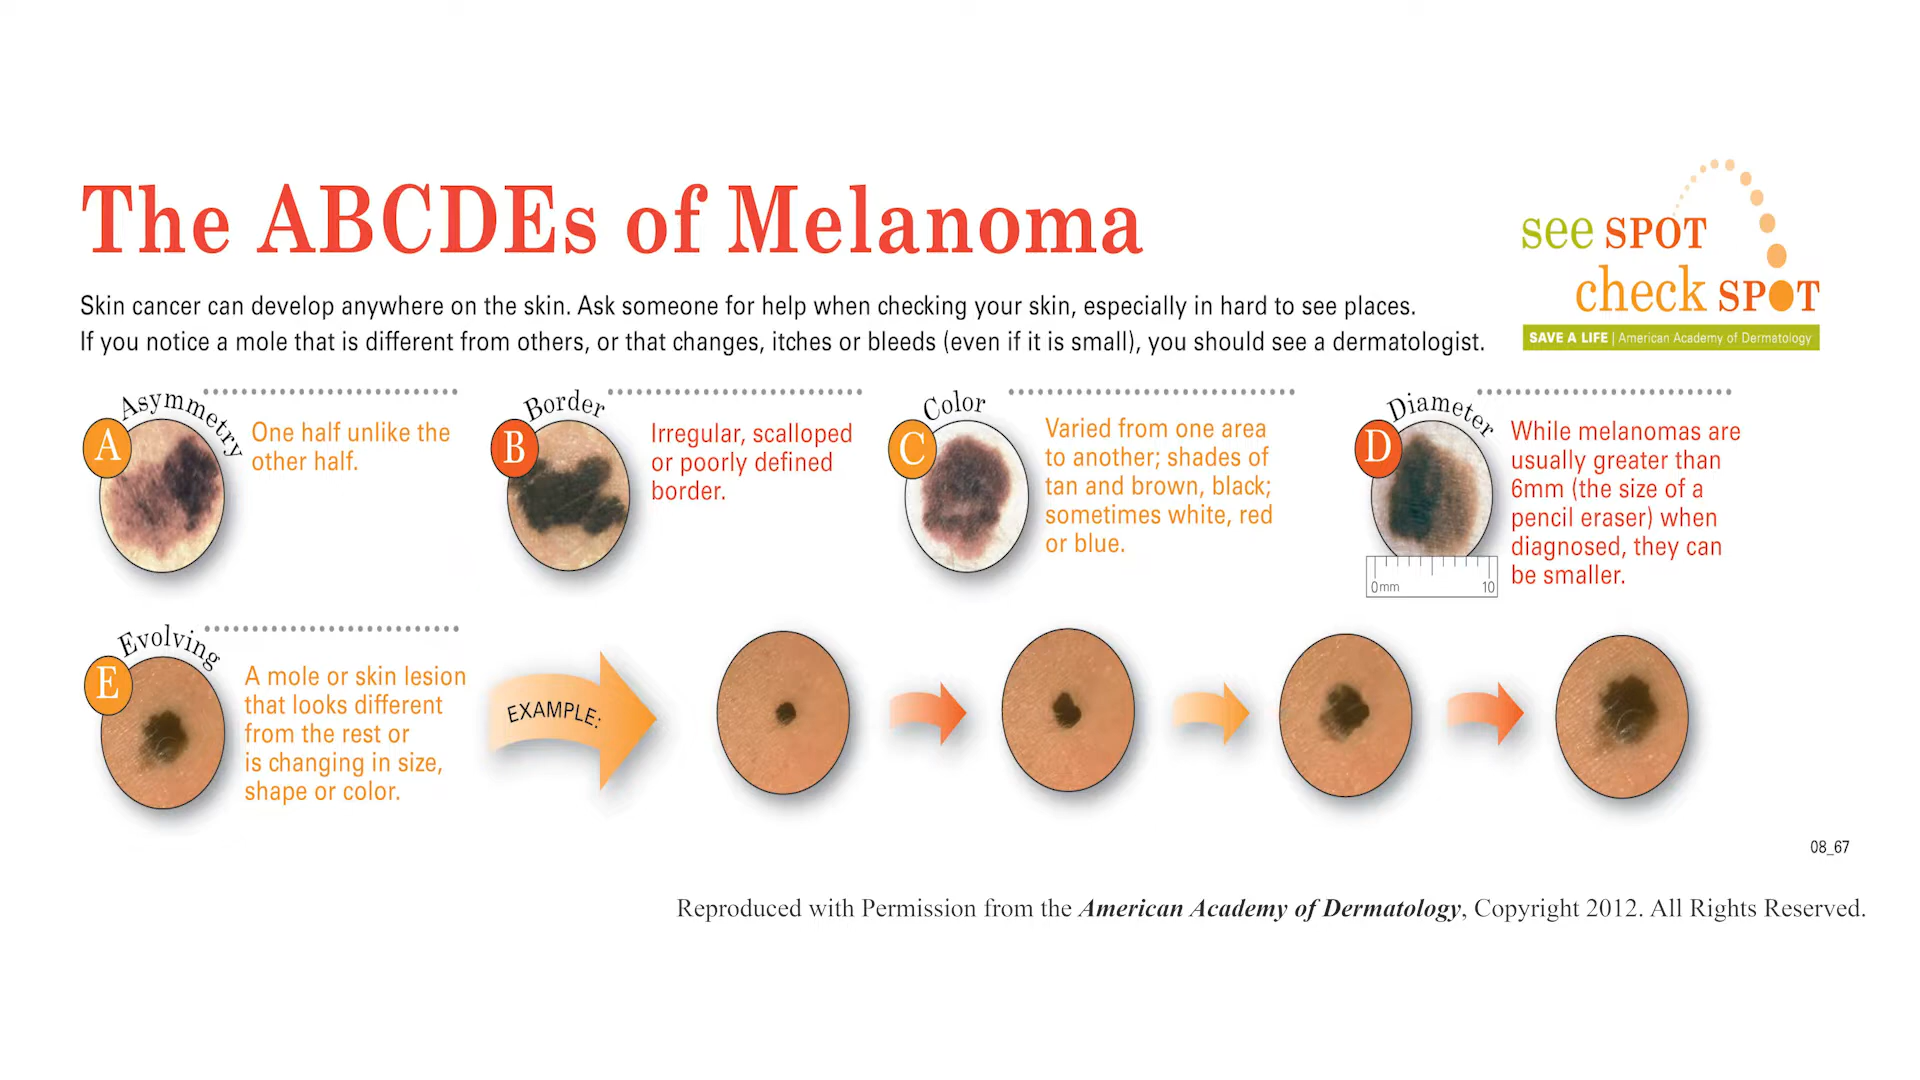 The ABCDEs of Melanoma
see SPOT
check SPOT
SAVE A LIFE | American Academy of Dermatology
Skin cancer can develop anywhere on the skin. Ask someone for help when checking your skin, especially in hard to see places.
If you notice a mole that is different from others, or that changes, itches or bleeds (even if it is small), you should see a dermatologist.
A
Asymmetry
One half unlike the
other half.
B
Border
Irregular, scalloped
or poorly defined
border.
C
Color
Varied from one area
to another; shades of
tan and brown, black;
sometimes white, red
or blue.
D
Diameter
0mm 10
While melanomas are
usually greater than
6mm (the size of a
pencil eraser) when
diagnosed, they can
be smaller.
E
Evolving
A mole or skin lesion
that looks different
from the rest or
is changing in size,
shape or color.
EXAMPLE:
08_67
Reproduced with Permission from the American Academy of Dermatology, Copyright 2012. All Rights Reserved.